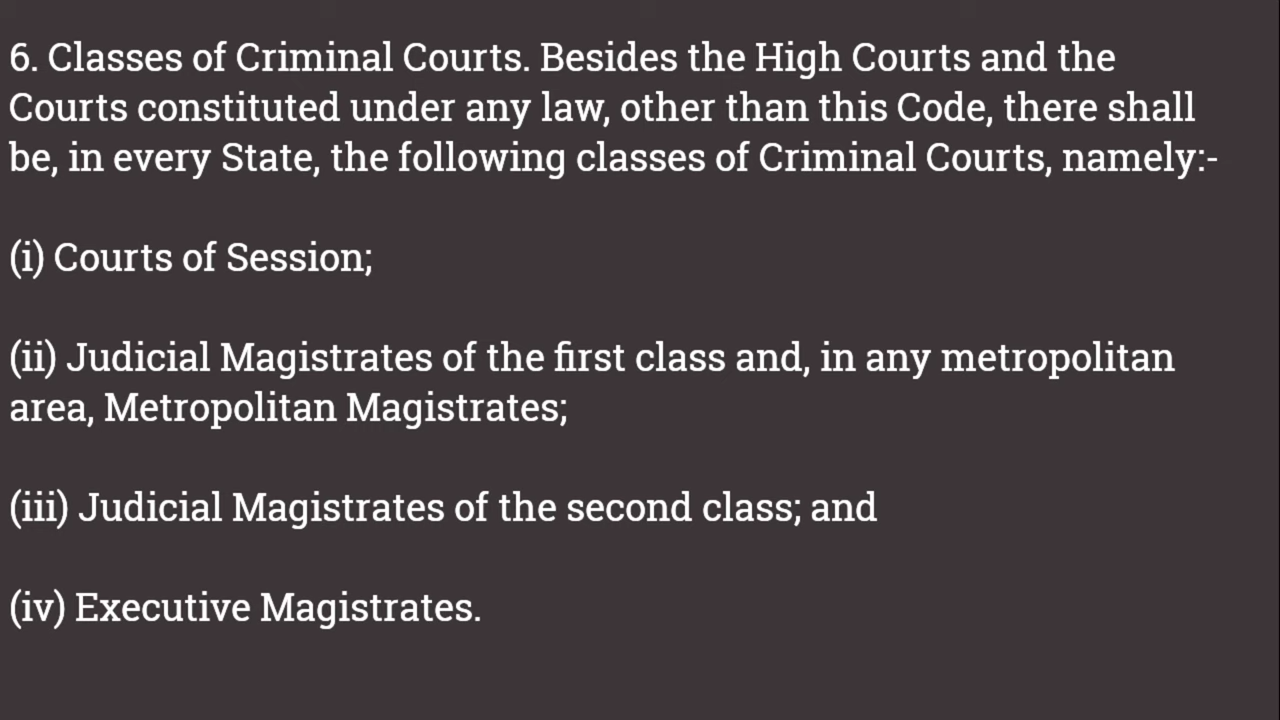 6. Classes of Criminal Courts. Besides the High Courts and the
Courts constituted under any law, other than this Code, there shall
be, in every State, the following classes of Criminal Courts, namely:-
(i) Courts of Session;
(ii) Judicial Magistrates of the first class and, in any metropolitan
area, Metropolitan Magistrates;
(iii) Judicial Magistrates of the second class; and
(iv) Executive Magistrates.